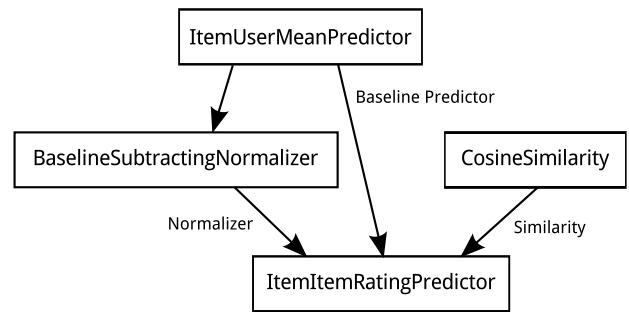 ItemUserMeanPredictor
Baseline Predictor
BaselineSubtractingNormalizer
CosineSimilarity
Normalizer
Similarity
ItemItemRatingPredictor